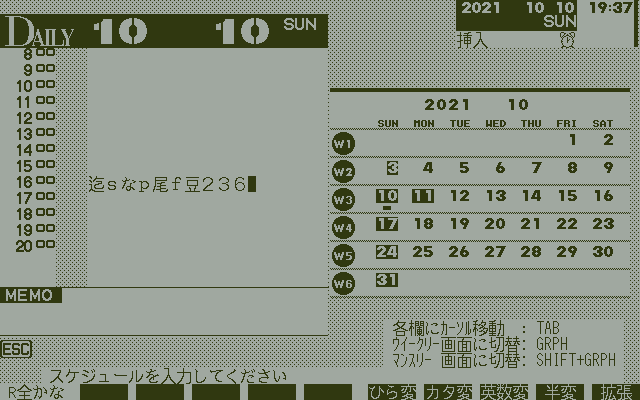 DAILY 10 10 SUN
2021 10 10 19:37
SUN
挿入
8 00
9 00
10 00
11 00
12 00
13 00
14 00
15 00
16 00
17 00
18 00
19 00
20 00
迄sなp尾f豆236
MEMO
2021 10
SUN MON TUE WED THU FRI SAT
W1 1 2
W2 3 4 5 6 7 8 9
W3 10 11 12 13 14 15 16
W4 17 18 19 20 21 22 23
W5 24 25 26 27 28 29 30
W6 31
各欄にカーソル移動 : TAB
ウイークリー画面に切替: GRPH
マンスリー 画面に切替: SHIFT+GRPH
ESC
スケジュールを入力してください
R全かな ひら変 カタ変 英数変 半変 拡張